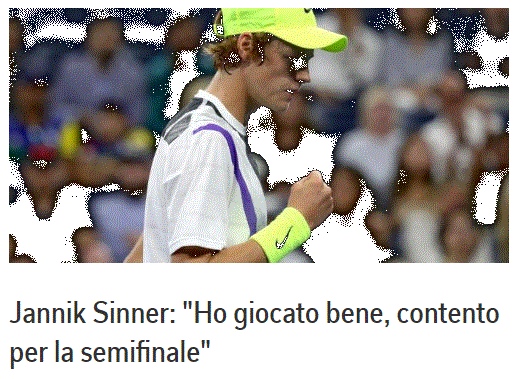 Jannik Sinner: "Ho giocato bene, contento
per la semifinale"